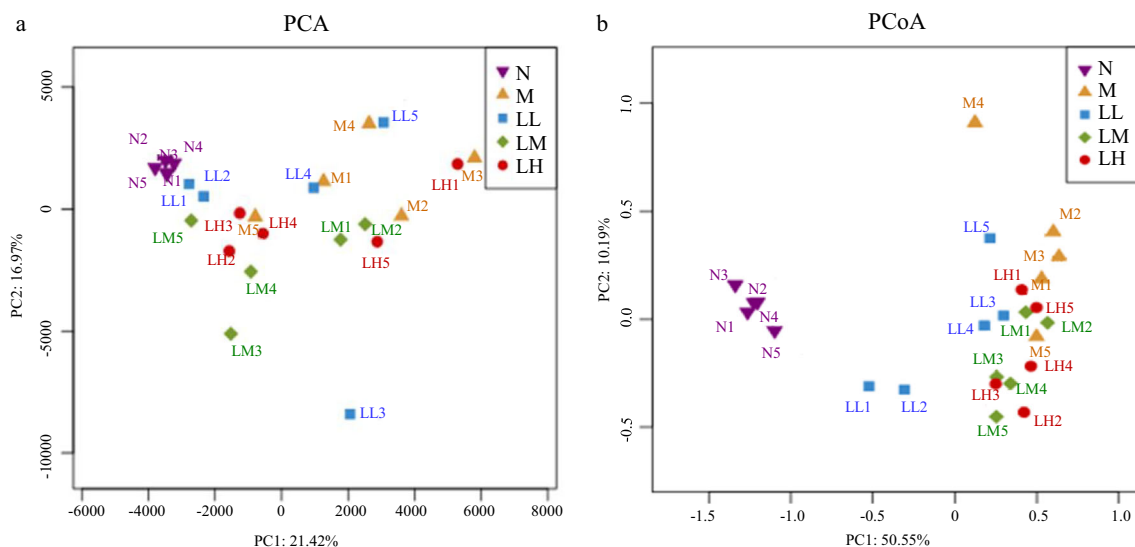 a
PCA
N
M
LL
LM
LH
5000
0
-5000
-10000
PC2: 16.97%
N2
N3
N4
N5
N1
LL2
LL1
LM5
LH3
M5
LH4
LH2
LM4
LM3
M4
LL5
LL4
M1
LH1
M3
M2
LM1
LM2
LH5
LL3
-6000
-4000
-2000
0
2000
4000
6000
8000
PC1: 21.42%
b
PCoA
N
M
LL
LM
LH
1.0
0.5
0.0
-0.5
PC2: 10.19%
M4
M2
LL5
M3
N3
LH1
M1
N2
LL3
LH5
N1
N4
LL4
LM1
LM2
N5
M5
LM3
LH4
LL1
LL2
LH3
LM4
LM5
LH2
-1.5
-1.0
-0.5
0
0.5
1.0
PC1: 50.55%